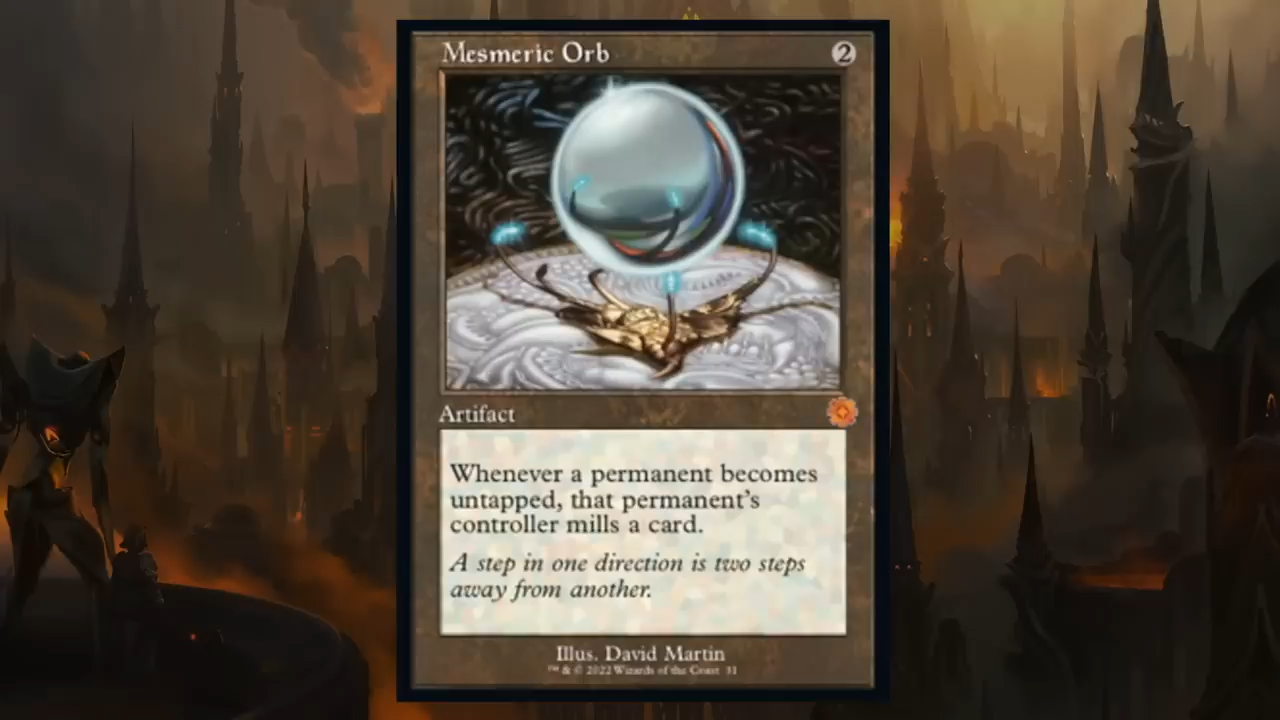 Mesmeric Orb 2
Artifact
Whenever a permanent becomes
untapped, that permanent's
controller mills a card.
A step in one direction is two steps
away from another.
Illus. David Martin
™ & © 2022 Wizards of the Coast 31